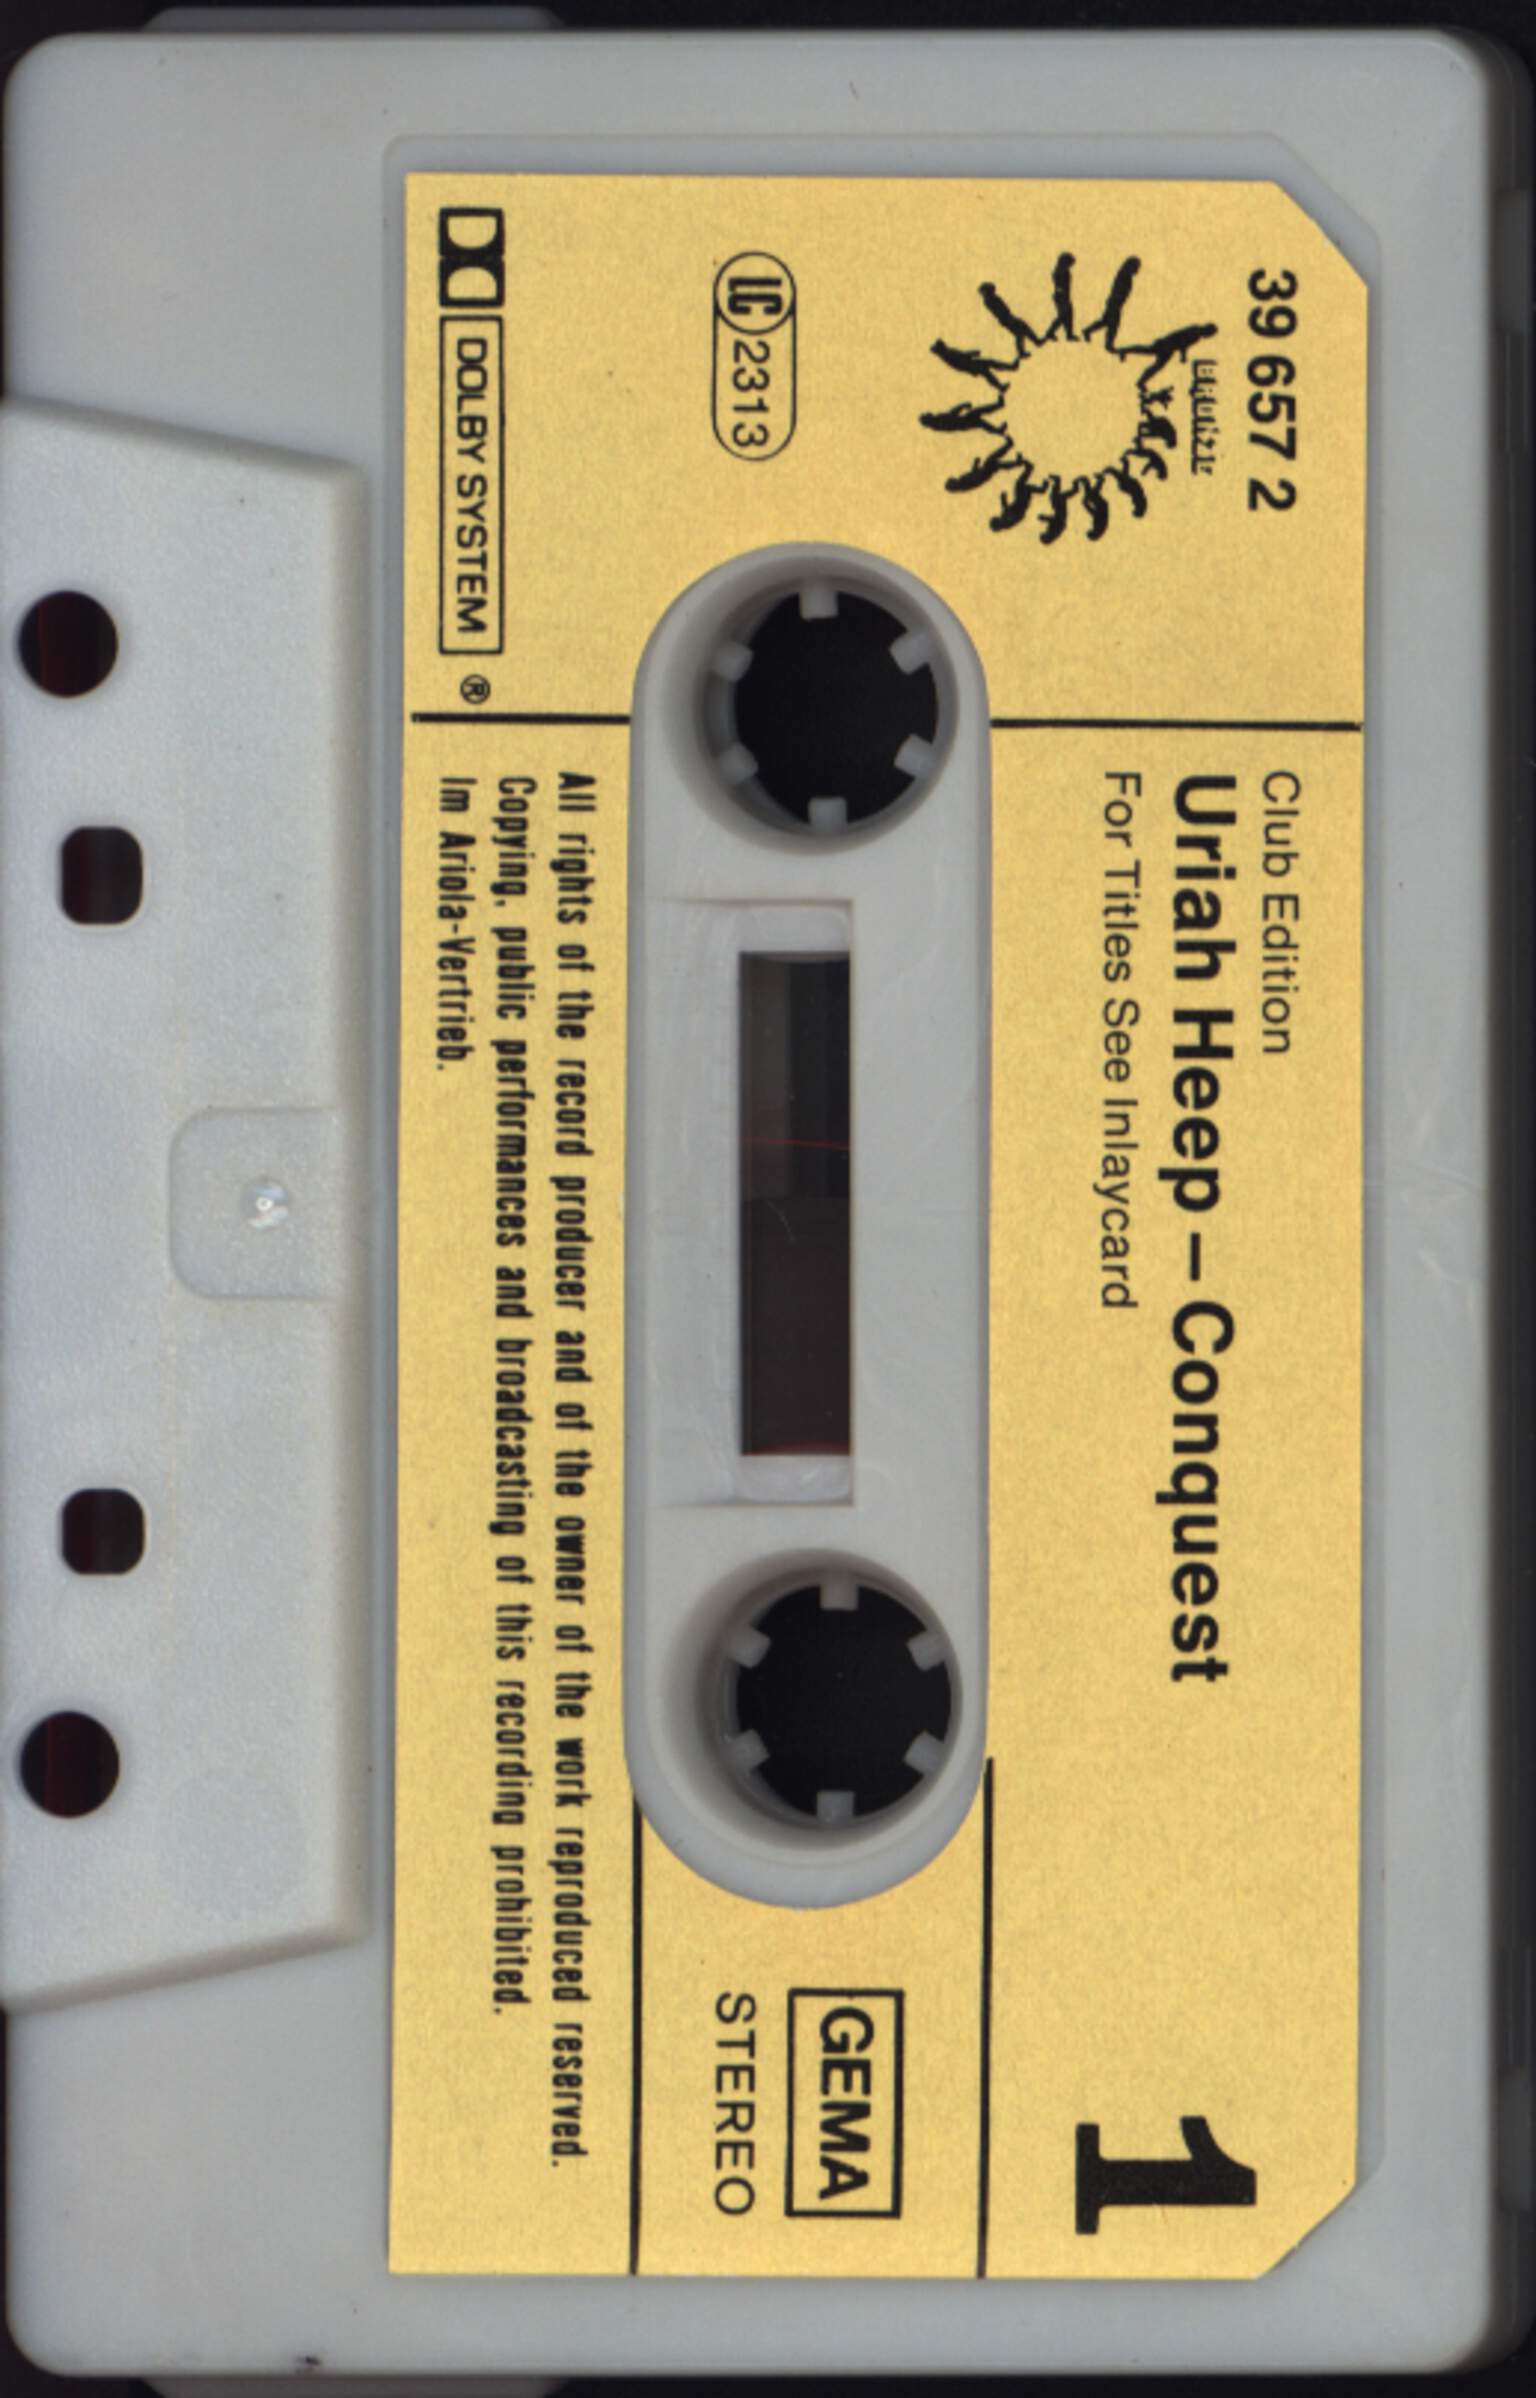 39 657 2
Club Edition
Uriah Heep – Conquest
For Titles See Inlaycard
1
LC 2313
GEMA
STEREO
All rights of the record producer and of the owner of the work reproduced reserved.
Copying, public performances and broadcasting of this recording prohibited.
Im Ariola-Vertrieb.
DOLBY SYSTEM ®